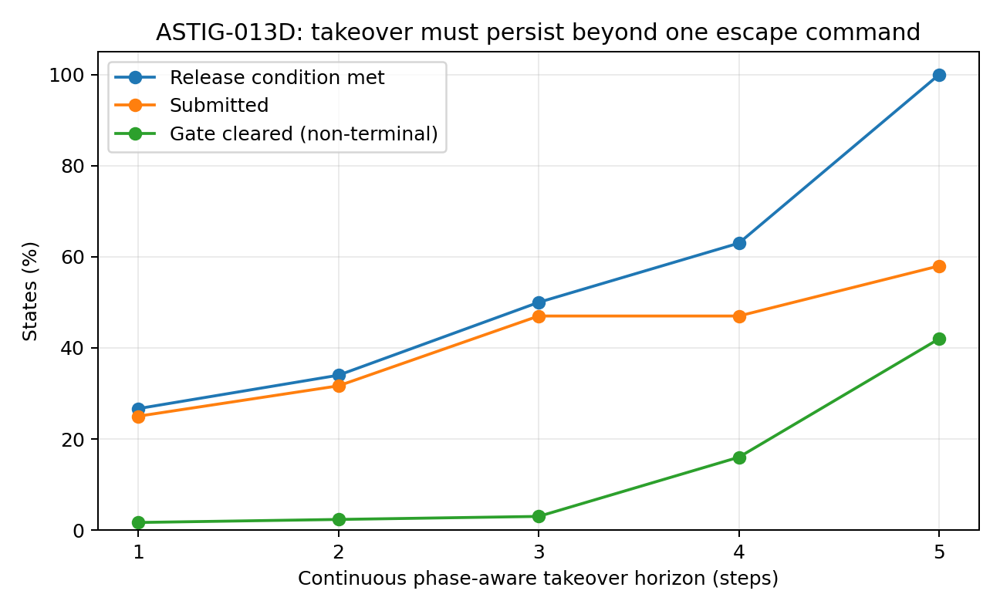 ASTIG-013D: takeover must persist beyond one escape command
Release condition met
Submitted
Gate cleared (non-terminal)
100
80
60
40
20
0
States (%)
1 2 3 4 5
Continuous phase-aware takeover horizon (steps)